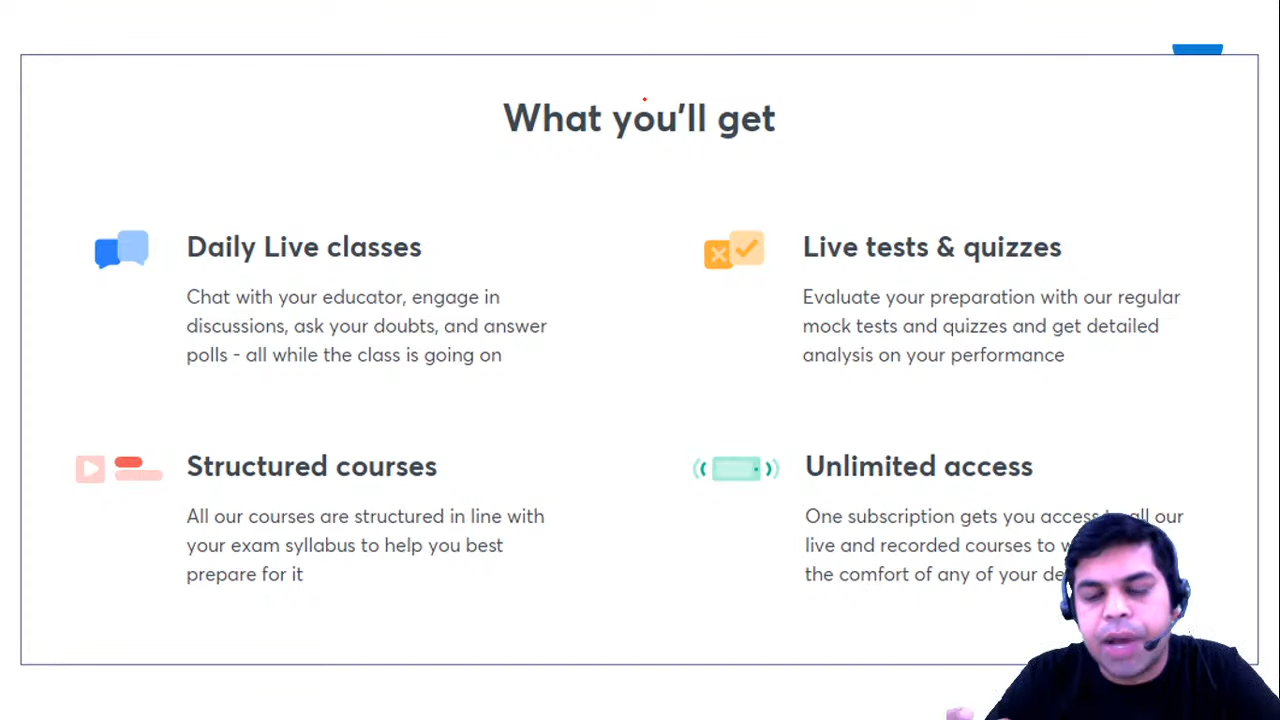 What you'll get
Daily Live classes
Chat with your educator, engage in
discussions, ask your doubts, and answer
polls - all while the class is going on
Live tests & quizzes
Evaluate your preparation with our regular
mock tests and quizzes and get detailed
analysis on your performance
Structured courses
All our courses are structured in line with
your exam syllabus to help you best
prepare for it
Unlimited access
One subscription gets you access all our
live and recorded courses to
the comfort of any of your